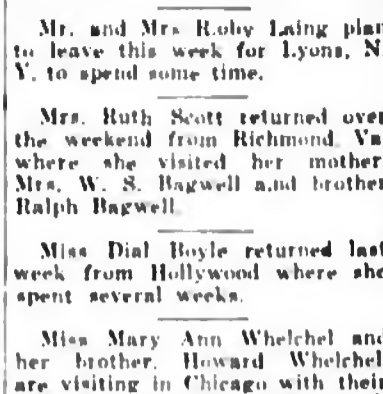 Mr. and Mrs Roby Laing plan
to leave this week for Lyons, N.
Y. to spend some time.
Mrs. Ruth Scott returned over
the weekend from Richmond Va
where she visited her mother
Mrs. W. S. Bagwell and brother
Ralph Bagwell
Miss Dial Boyle returned last
week from Hollywood where she
spent several weeks.
Miss Mary Ann Whelchel and
her brother. Howard Whelchel
are visiting in Chicago with their